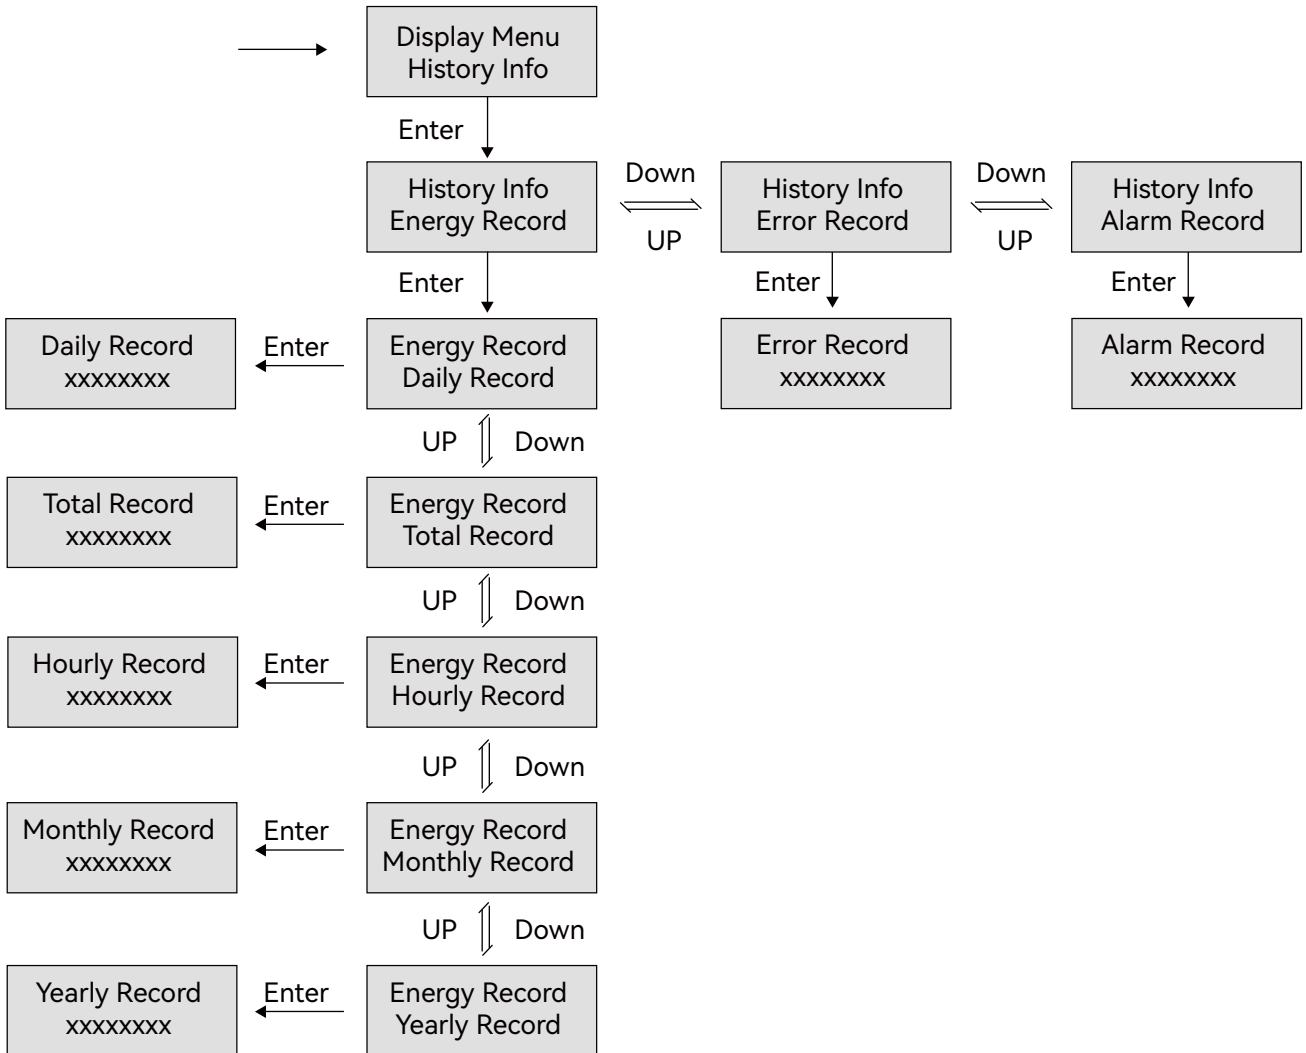 Display Menu
History Info
Enter
History Info
Energy Record
Down
UP
History Info
Error Record
Down
UP
History Info
Alarm Record
Enter
Enter
Enter
Daily Record
xxxxxxxx
Enter
Energy Record
Daily Record
Error Record
xxxxxxxx
Alarm Record
xxxxxxxx
UP
Down
Total Record
xxxxxxxx
Enter
Energy Record
Total Record
UP
Down
Hourly Record
xxxxxxxx
Enter
Energy Record
Hourly Record
UP
Down
Monthly Record
xxxxxxxx
Enter
Energy Record
Monthly Record
UP
Down
Yearly Record
xxxxxxxx
Enter
Energy Record
Yearly Record